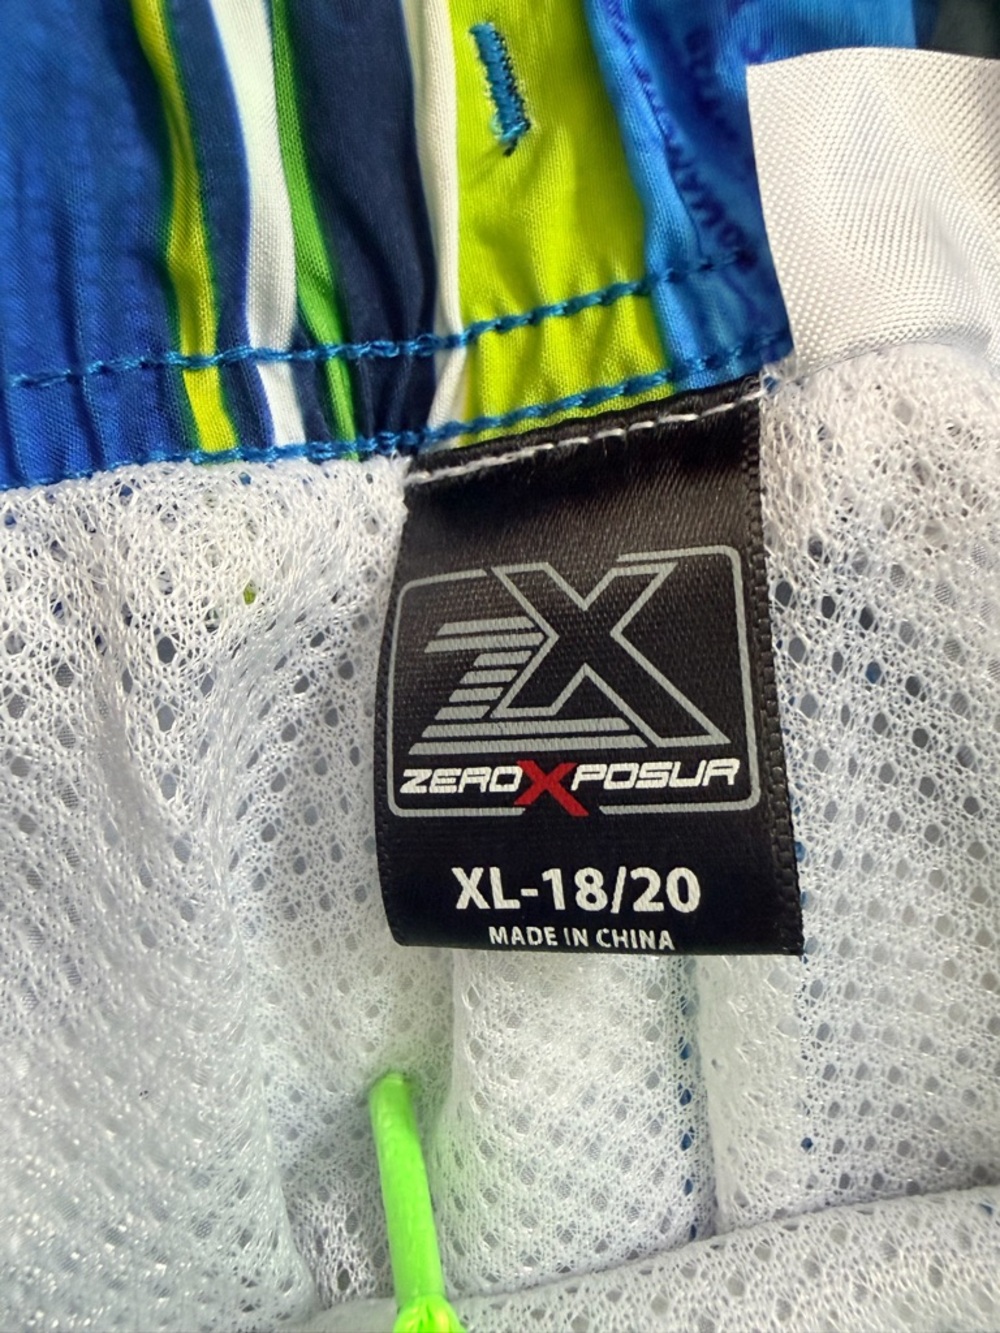 ZX
ZEROXPOSUR
XL-18/20
MADE IN CHINA